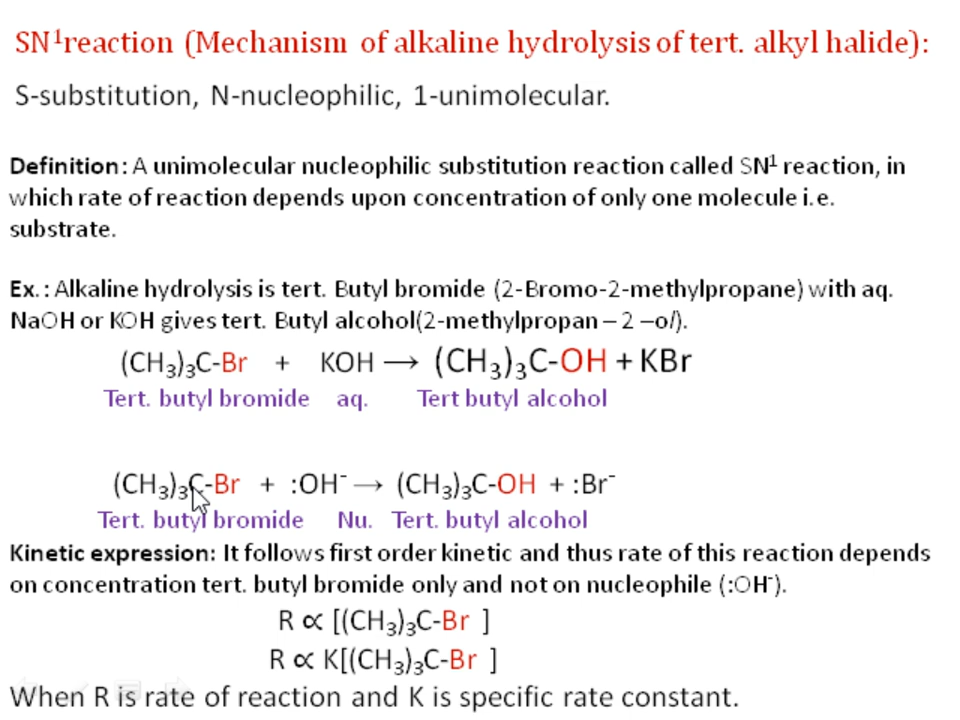 SN¹reaction (Mechanism of alkaline hydrolysis of tert. alkyl halide):
S-substitution, N-nucleophilic, 1-unimolecular.
Definition: A unimolecular nucleophilic substitution reaction called SN¹ reaction, in
which rate of reaction depends upon concentration of only one molecule i.e.
substrate.
Ex.: Alkaline hydrolysis is tert. Butyl bromide (2-Bromo-2-methylpropane) with aq.
NaOH or KOH gives tert. Butyl alcohol(2-methylpropan – 2 –ol).
(CH₃)₃C-Br + KOH ⟶ (CH₃)₃C-OH + KBr
Tert. butyl bromide aq. Tert butyl alcohol
(CH₃)₃C-Br + :OH⁻ ⟶ (CH₃)₃C-OH + :Br⁻
Tert. butyl bromide Nu. Tert. butyl alcohol
Kinetic expression: It follows first order kinetic and thus rate of this reaction depends
on concentration tert. butyl bromide only and not on nucleophile (:OH⁻).
R ∝ [(CH₃)₃C-Br ]
R ∝ K[(CH₃)₃C-Br ]
When R is rate of reaction and K is specific rate constant.